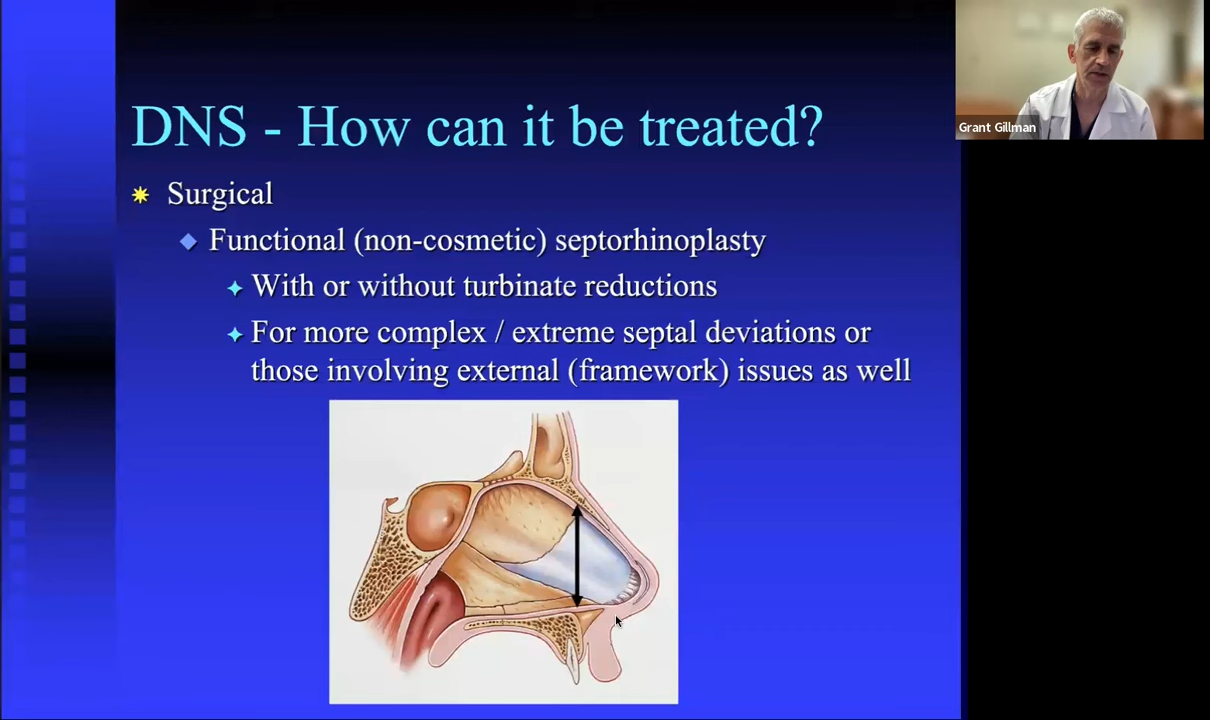 DNS - How can it be treated?
Surgical
Functional (non-cosmetic) septorhinoplasty
With or without turbinate reductions
For more complex / extreme septal deviations or
those involving external (framework) issues as well
Grant Gillman